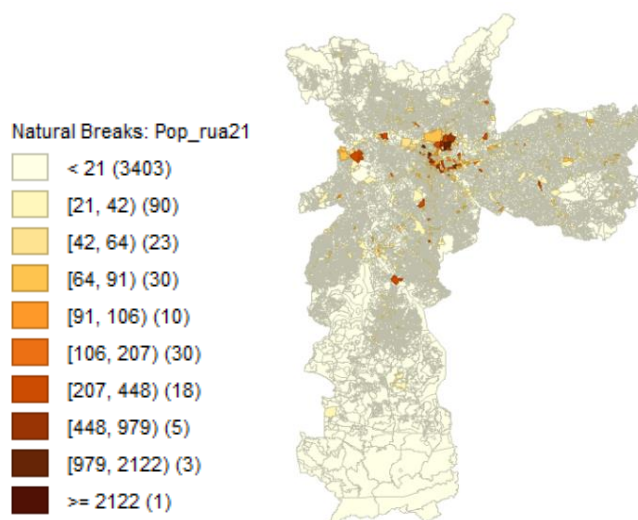 Natural Breaks: Pop_rua21
< 21 (3403)
[21, 42) (90)
[42, 64) (23)
[64, 91) (30)
[91, 106) (10)
[106, 207) (30)
[207, 448) (18)
[448, 979) (5)
[979, 2122) (3)
>= 2122 (1)